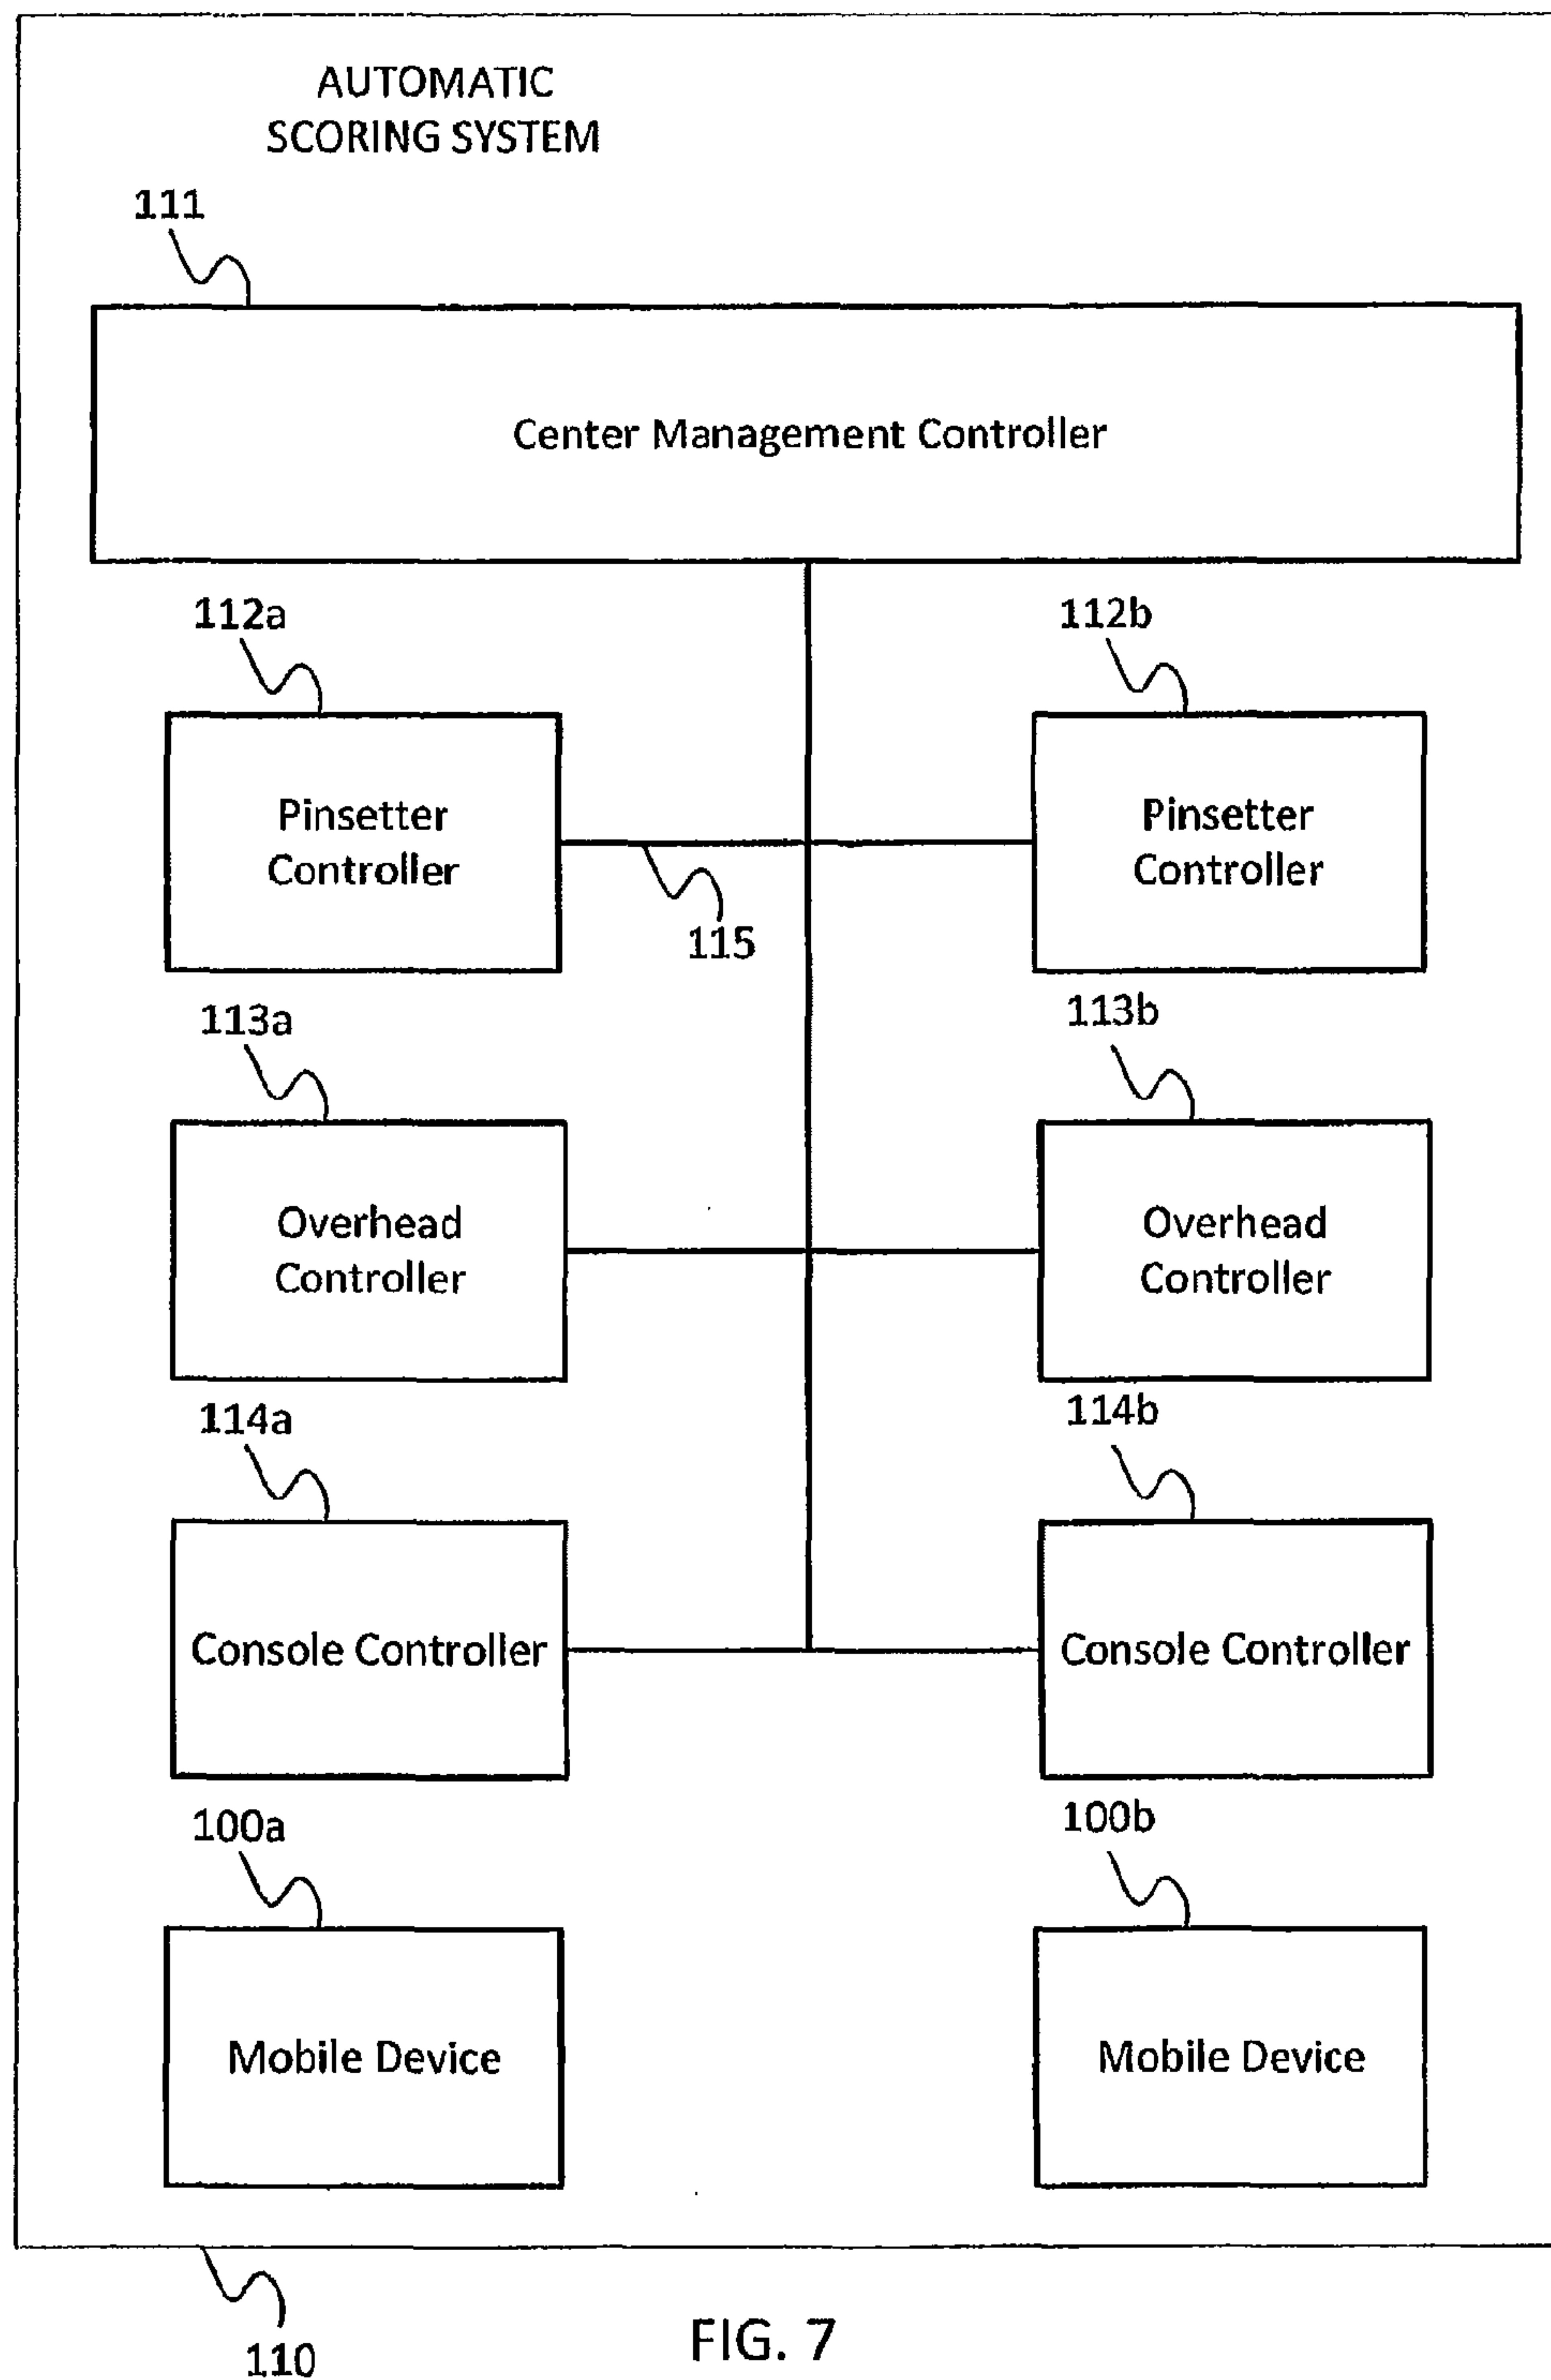 AUTOMATIC
SCORING SYSTEM
111
Center Management Controller
112a
112b
Pinsetter
Controller
Pinsetter
Controller
115
113a
113b
Overhead
Controller
Overhead
Controller
114a
114b
Console Controller
Console Controller
100a
100b
Mobile Device
Mobile Device
110
FIG. 7